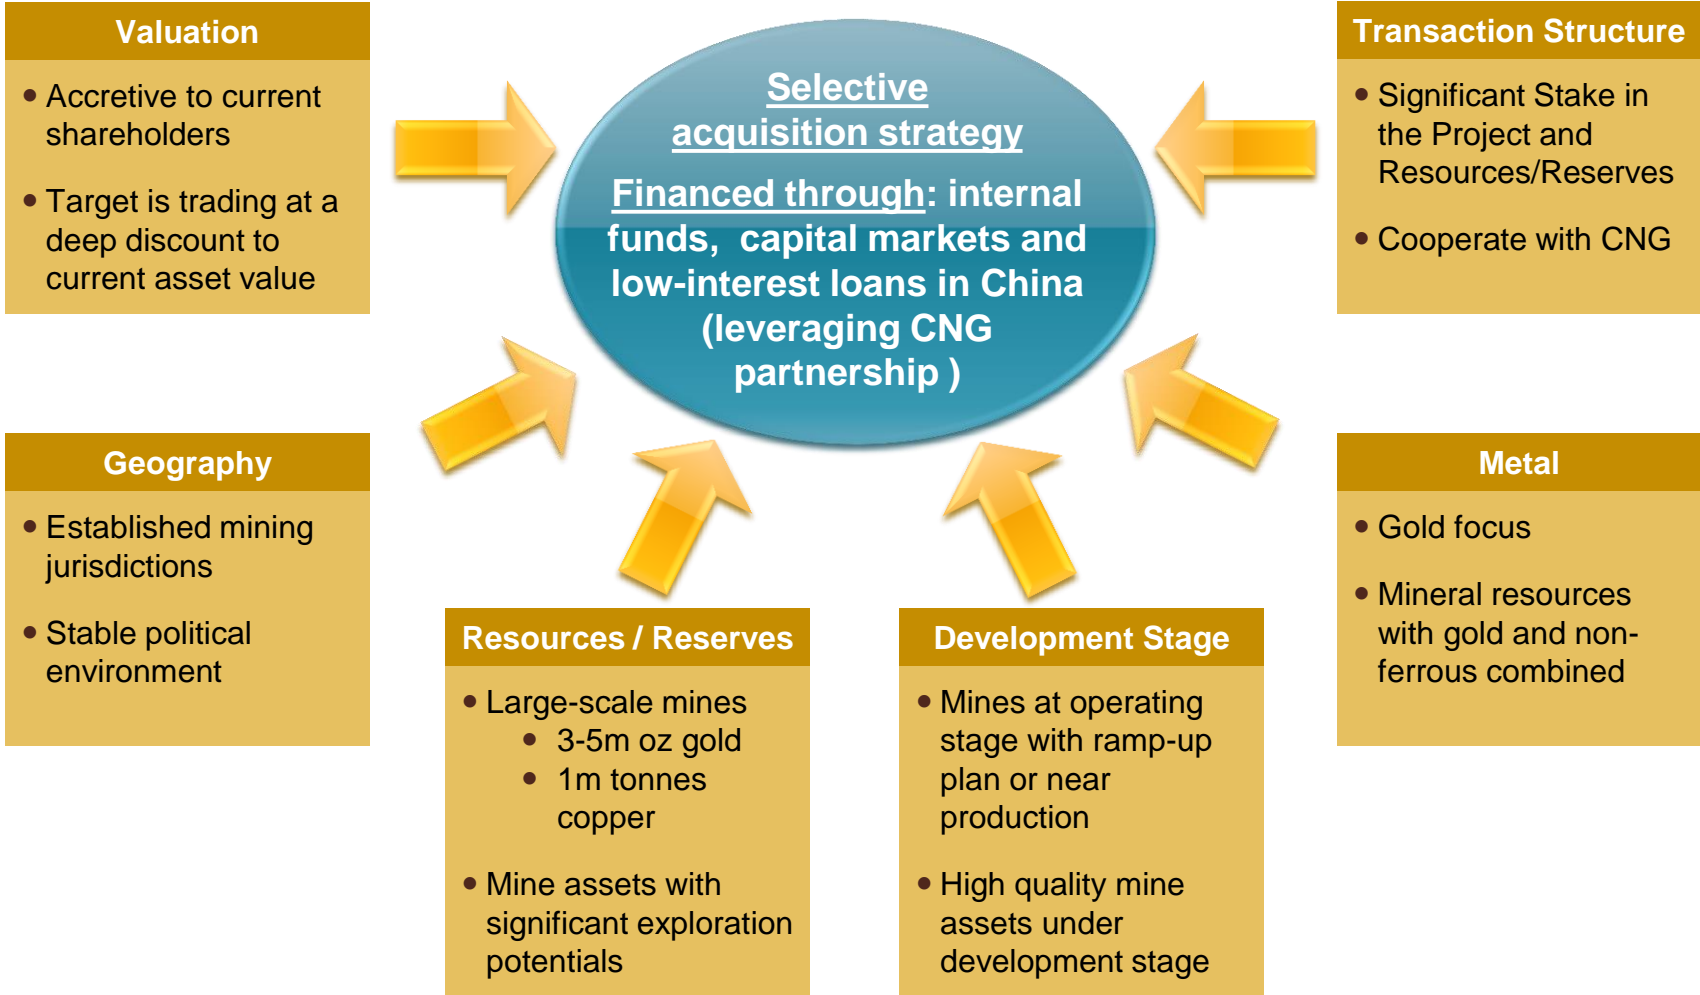 Valuation
• Accretive to current
shareholders
• Target is trading at a
deep discount to
current asset value
Selective
acquisition strategy
Financed through: internal
funds,  capital markets and
low-interest loans in China
(leveraging CNG
partnership )
Transaction Structure
• Significant Stake in
the Project and
Resources/Reserves
• Cooperate with CNG
Geography
• Established mining
jurisdictions
• Stable political
environment
Resources / Reserves
• Large-scale mines
• 3-5m oz gold
• 1m tonnes
copper
• Mine assets with
significant exploration
potentials
Development Stage
• Mines at operating
stage with ramp-up
plan or near
production
• High quality mine
assets under
development stage
Metal
• Gold focus
• Mineral resources
with gold and non-
ferrous combined